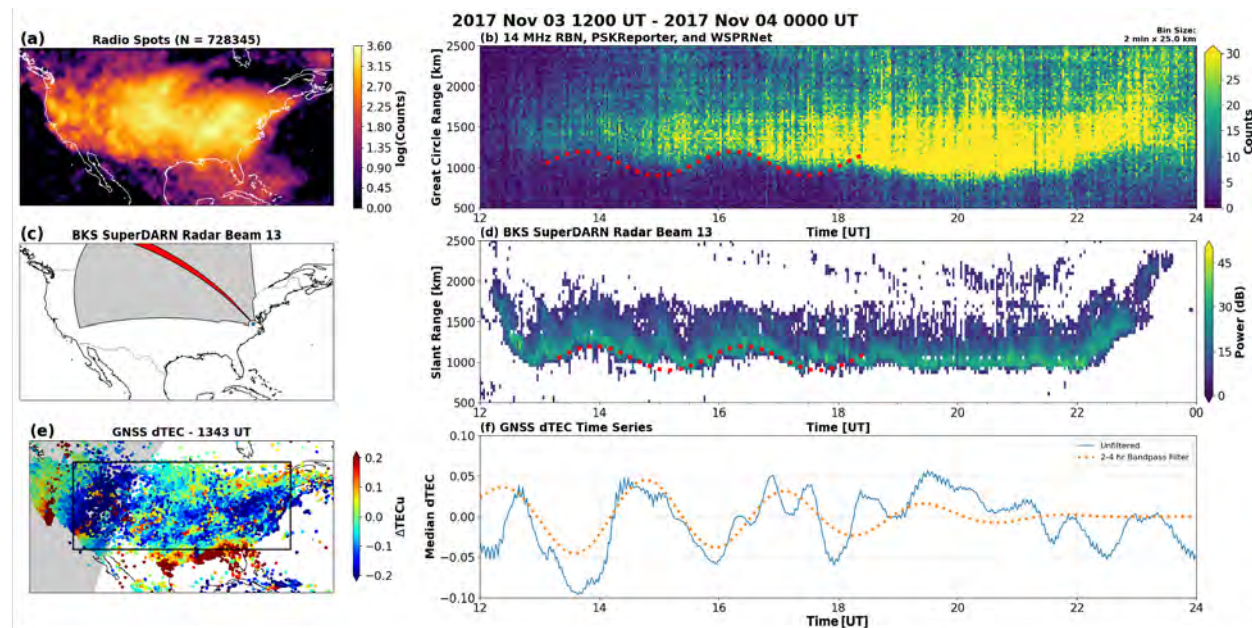 2017 Nov 03 1200 UT - 2017 Nov 04 0000 UT
(a)
Radio Spots (N = 728345)
3.60
3.15
2.70
2.25
1.80
1.35
0.90
0.45
0.00
log(Counts)
(b) 14 MHz RBN, PSKReporter, and WSPRNet
Bin Size:
2 min x 25.0 km
Great Circle Range [km]
2500
2000
1500
1000
500
12
14
16
18
20
22
24
Time [UT]
30
25
20
15
10
5
0
Counts
(c)
BKS SuperDARN Radar Beam 13
(d) BKS SuperDARN Radar Beam 13
Slant Range [km]
2500
2000
1500
1000
500
12
14
16
18
20
22
00
Time [UT]
45
30
15
0
Power (dB)
(e)
GNSS dTEC - 1343 UT
0.2
0.1
0.0
−0.1
−0.2
ΔTECu
(f) GNSS dTEC Time Series
Unfiltered
2-4 hr Bandpass Filter
Median dTEC
0.10
0.05
0.00
−0.05
−0.10
12
14
16
18
20
22
24
Time [UT]